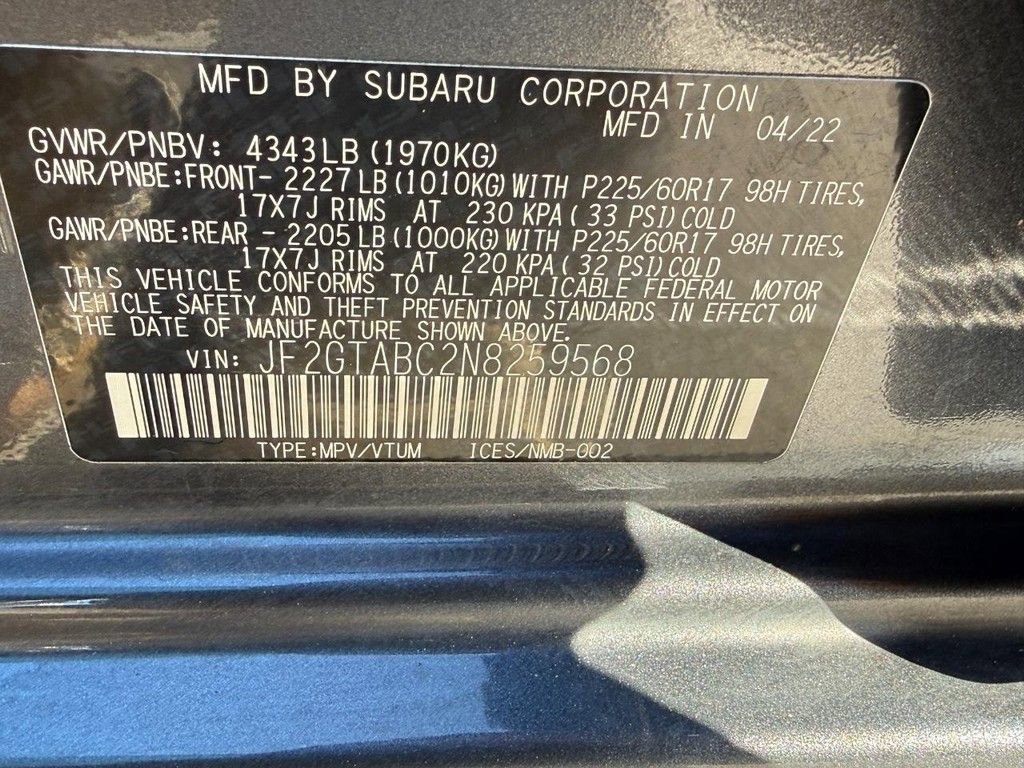 MFD BY SUBARU CORPORATION
MFD IN 04/22
GVWR/PNBV: 4343LB (1970KG)
GAWR/PNBE:FRONT- 2227LB(1010KG)WITH P225/60R17 98H TIRES,
17X7J RIMS AT 230 KPA( 33 PSI)COLD
GAWR/PNBE:REAR - 2205LB(1000KG)WITH P225/60R17 98H TIRES,
17X7J RIMS AT 220 KPA( 32 PSI)COLD
THIS VEHICLE CONFORMS TO ALL APPLICABLE FEDERAL MOTOR
VEHICLE SAFETY AND THEFT PREVENTION STANDARDS IN EFFECT ON
THE DATE OF MANUFACTURE SHOWN ABOVE.
VIN: JF2GTABC2N8259568
TYPE:MPV/VTUM ICES/NMB-002